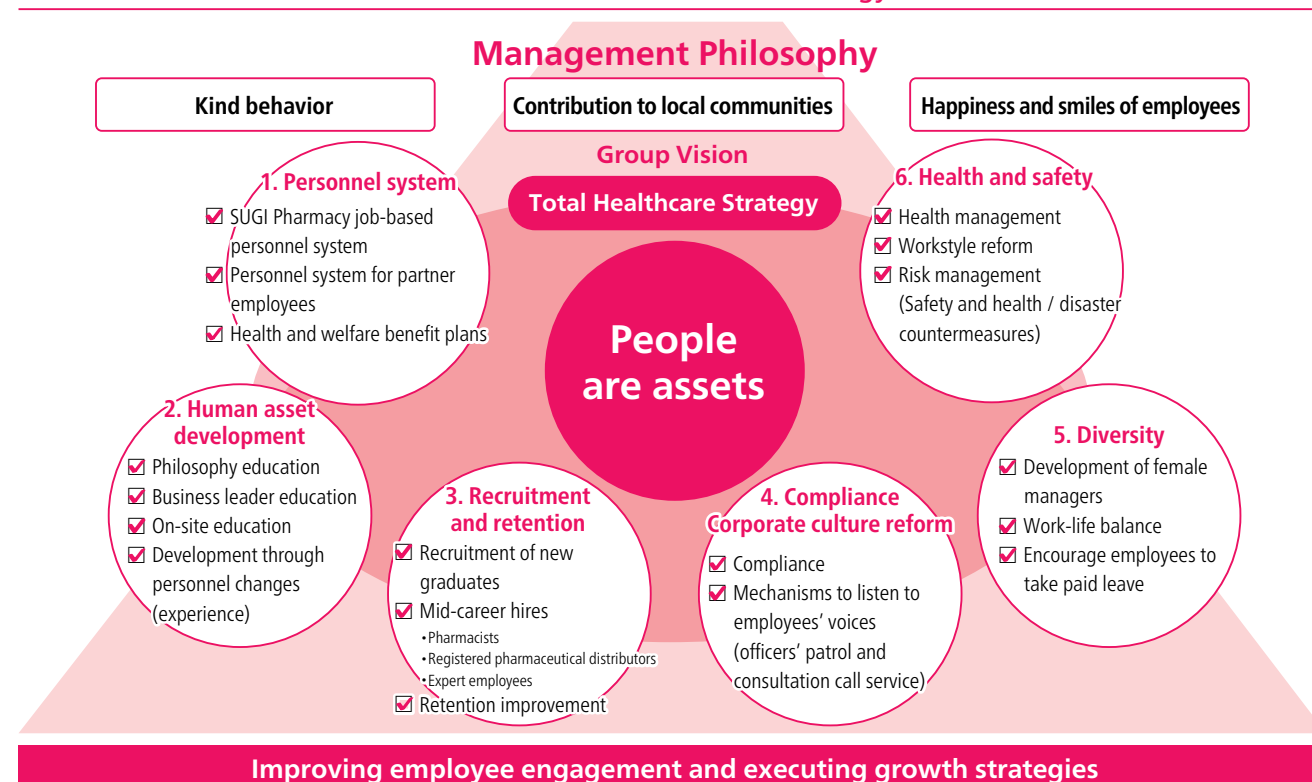 Management Philosophy
Kind behavior
Contribution to local communities
Happiness and smiles of employees
Group Vision
Total Healthcare Strategy
People
are assets
1. Personnel system
SUGI Pharmacy job-based
personnel system
Personnel system for partner
employees
Health and welfare benefit plans
2. Human asset
development
Philosophy education
Business leader education
On-site education
Development through
personnel changes
(experience)
3. Recruitment
and retention
Recruitment of new
graduates
Mid-career hires
•Pharmacists
•Registered pharmaceutical distributors
•Expert employees
Retention improvement
4. Compliance
Corporate culture reform
Compliance
Mechanisms to listen to
employees’ voices
(officers’ patrol and
consultation call service)
5. Diversity
Development of female
managers
Work-life balance
Encourage employees to
take paid leave
6. Health and safety
Health management
Workstyle reform
Risk management
(Safety and health / disaster
countermeasures)
Improving employee engagement and executing growth strategies